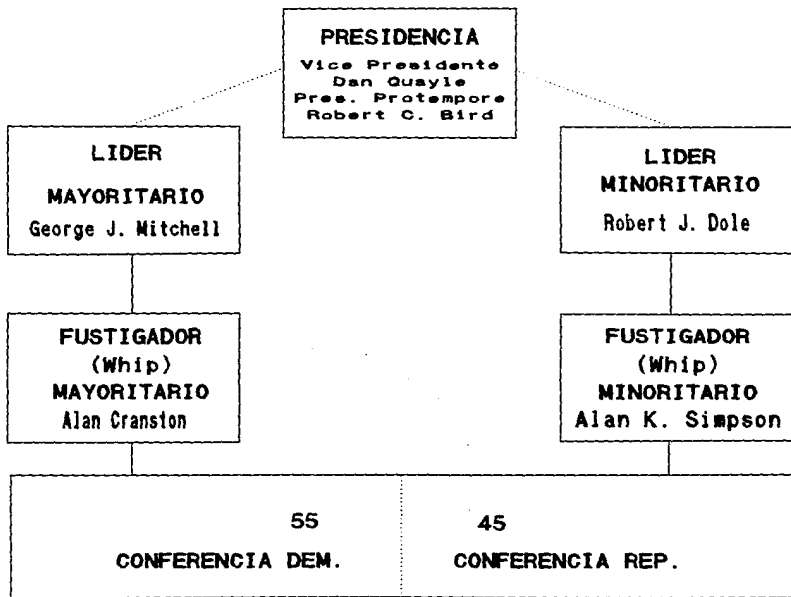 PRESIDENCIA
Vice Presidente
Dan Quayle
Pres. Protempore
Robert C. Bird
LIDER
MAYORITARIO
George J. Mitchell
LIDER
MINORITARIO
Robert J. Dole
FUSTIGADOR
(Whip)
MAYORITARIO
Alan Cranston
FUSTIGADOR
(Whip)
MINORITARIO
Alan K. Simpson
55
CONFERENCIA DEM.
45
CONFERENCIA REP.